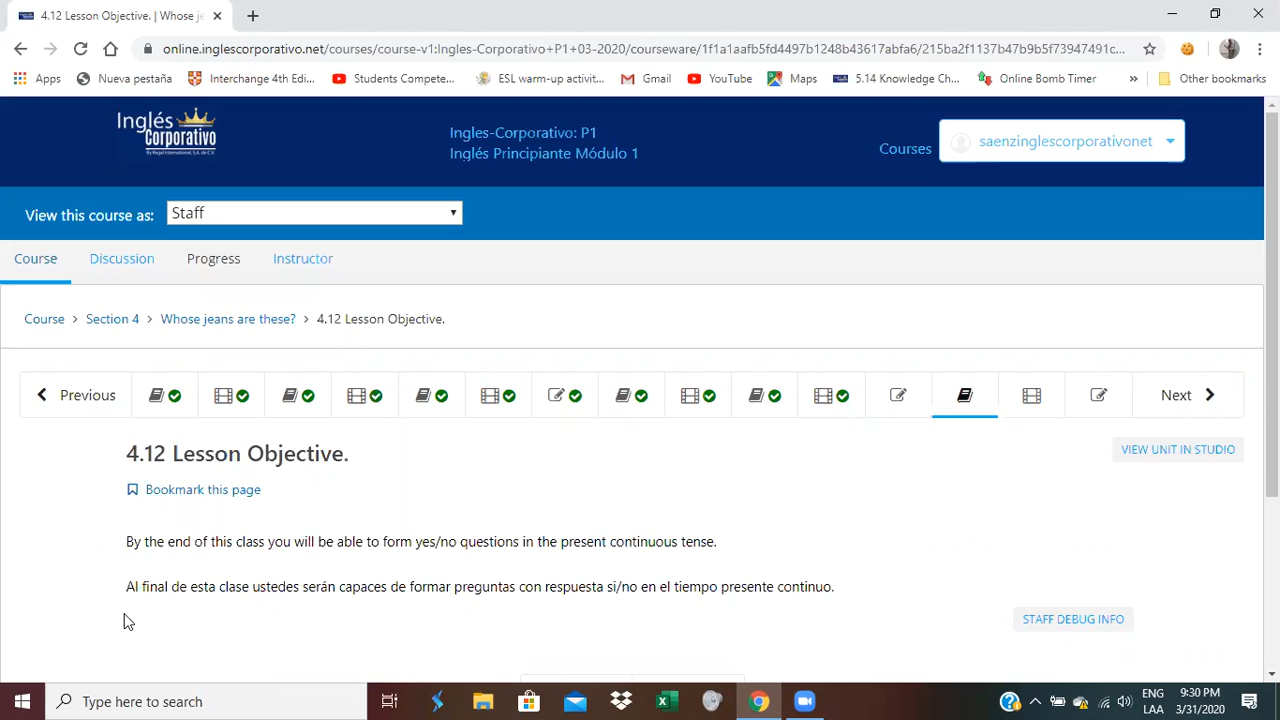 4.12 Lesson Objective. | Whose je
online.inglescorporativo.net/courses/course-v1:Ingles-Corporativo+P1+03-2020/courseware/1f1a1aafb5fd4497b1248b43617abfa6/215ba2f1137b47b9b5f73947491c...
Apps Nueva pestaña Interchange 4th Edi... Students Compete... ESL warm-up activit... Gmail YouTube Maps 5.14 Knowledge Ch... Online Bomb Timer » Other bookmarks
Inglés
Corporativo
By Regal International, S.A. de C.V.
Ingles-Corporativo: P1
Inglés Principiante Módulo 1
Courses saenzinglescorporativonet
View this course as: Staff
Course Discussion Progress Instructor
Course > Section 4 > Whose jeans are these? > 4.12 Lesson Objective.
Previous Next
4.12 Lesson Objective.
VIEW UNIT IN STUDIO
Bookmark this page
By the end of this class you will be able to form yes/no questions in the present continuous tense.
Al final de esta clase ustedes serán capaces de formar preguntas con respuesta si/no en el tiempo presente continuo.
STAFF DEBUG INFO
Type here to search
ENG
LAA
9:30 PM
3/31/2020